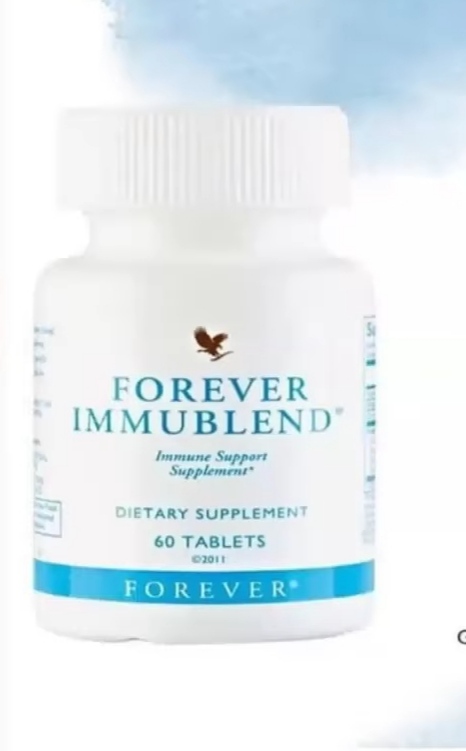 FOREVER
IMMUBLEND®
Immune Support
Supplement*
DIETARY SUPPLEMENT
60 TABLETS
©2011
FOREVER®